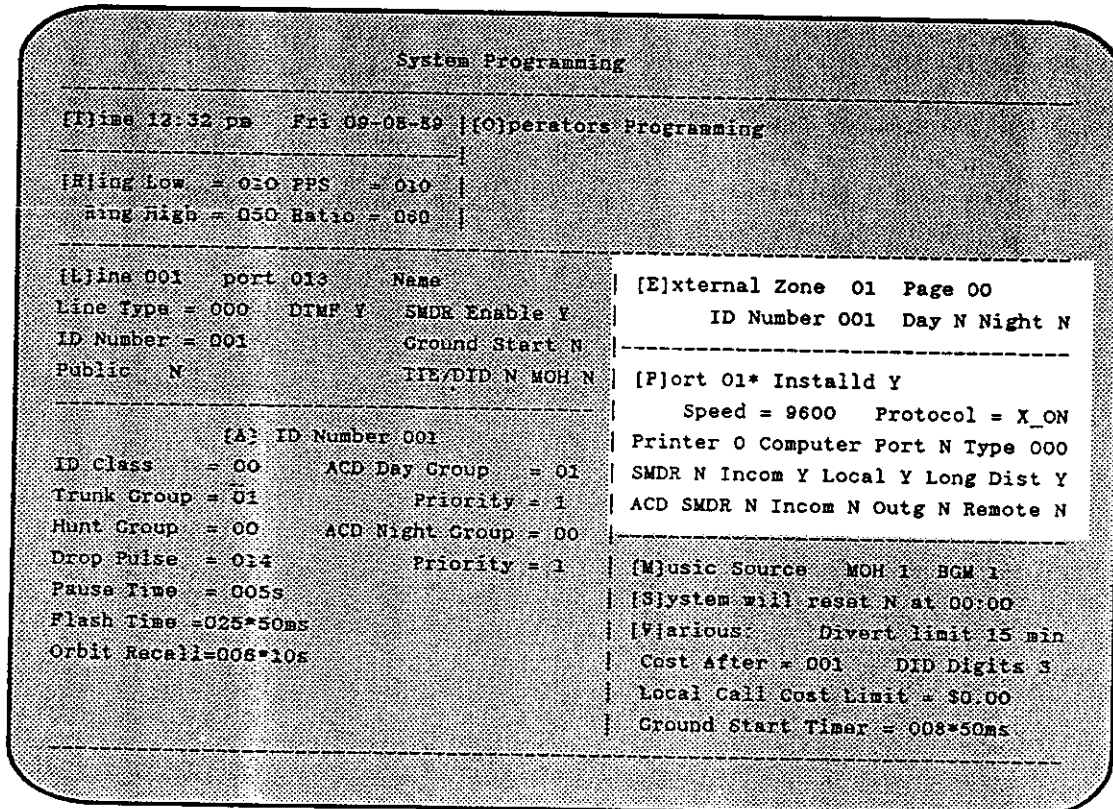 System Programming
[T]ime 12:32 pm Fri 09-08-89 |[O]perators Programming
[R]ing Low = 010 PPS = 010
Ring High = 050 Ratio = 060
[L]ine 001 port 013 Name
Line Type = 000 DTMF Y SMDR Enable Y
ID Number = 001 Ground Start N
Public N TIE/DID N MOH N
[A] ID Number 001
ID Class = 00 ACD Day Group = 01
Trunk Group = 01 Priority = 1
Hunt Group = 00 ACD Night Group = 00
Drop Pulse = 014 Priority = 1
Pause Time = 005s
Flash Time =025*50ms
Orbit Recall=006*10s
[E]xternal Zone 01 Page 00
ID Number 001 Day N Night N
[P]ort 01* Installd Y
Speed = 9600 Protocol = X_ON
Printer 0 Computer Port N Type 000
SMDR N Incom Y Local Y Long Dist Y
ACD SMDR N Incom N Outg N Remote N
[M]usic Source MOH 1 BGM 1
[S]ystem will reset N at 00:00
[V]arious: Divert limit 15 min
Cost After = 001 DID Digits 3
Local Call Cost Limit = $0.00
Ground Start Timer = 008*50ms